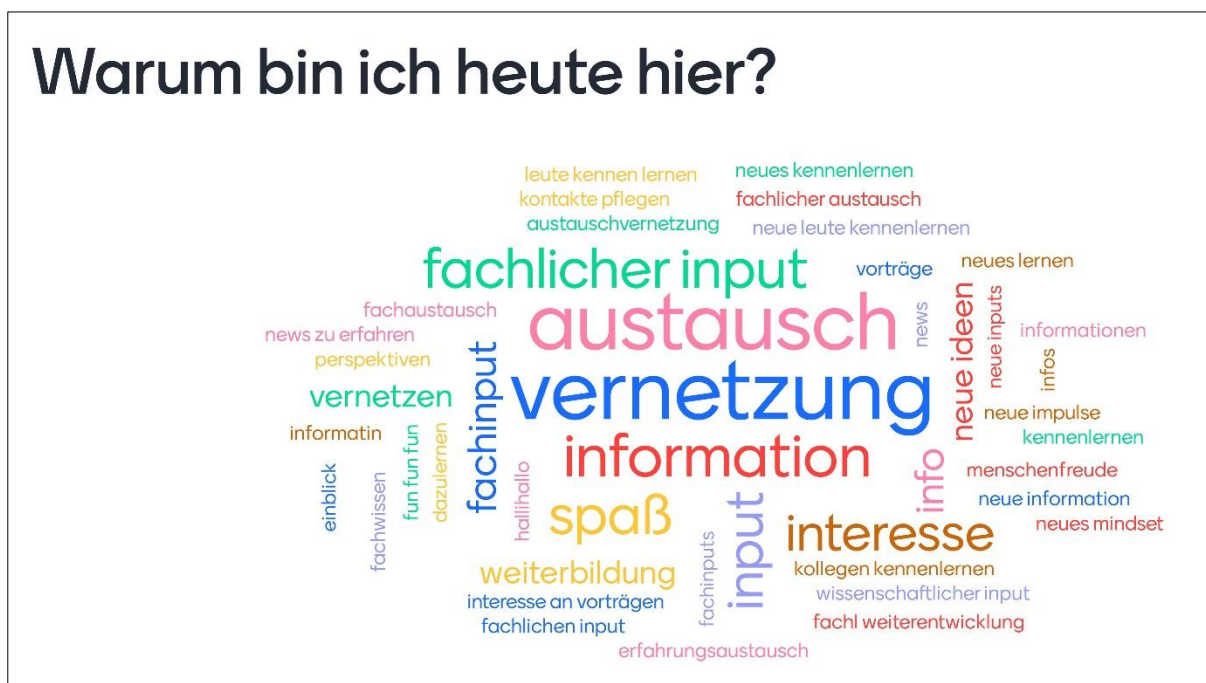 Warum bin ich heute hier?
leute kennen lernen
neues kennenlernen
kontakte pflegen
fachlicher austausch
austauschvernetzung
neue leute kennenlernen
fachlicher input
vorträge
neues lernen
fachaustausch
austausch
news
neue ideen
neue inputs
informationen
news zu erfahren
perspektiven
infos
vernetzen
fachinput
vernetzung
neue impulse
kennenlernen
informatin
fun fun fun
dazulernen
information
info
menschenfreude
einblick
fachwissen
hallihallo
spaß
input
interesse
neue information
neues mindset
weiterbildung
fachinputs
kollegen kennenlernen
interesse an vorträgen
wissenschaftlicher input
fachlichen input
fachl weiterentwicklung
erfahrungsaustausch